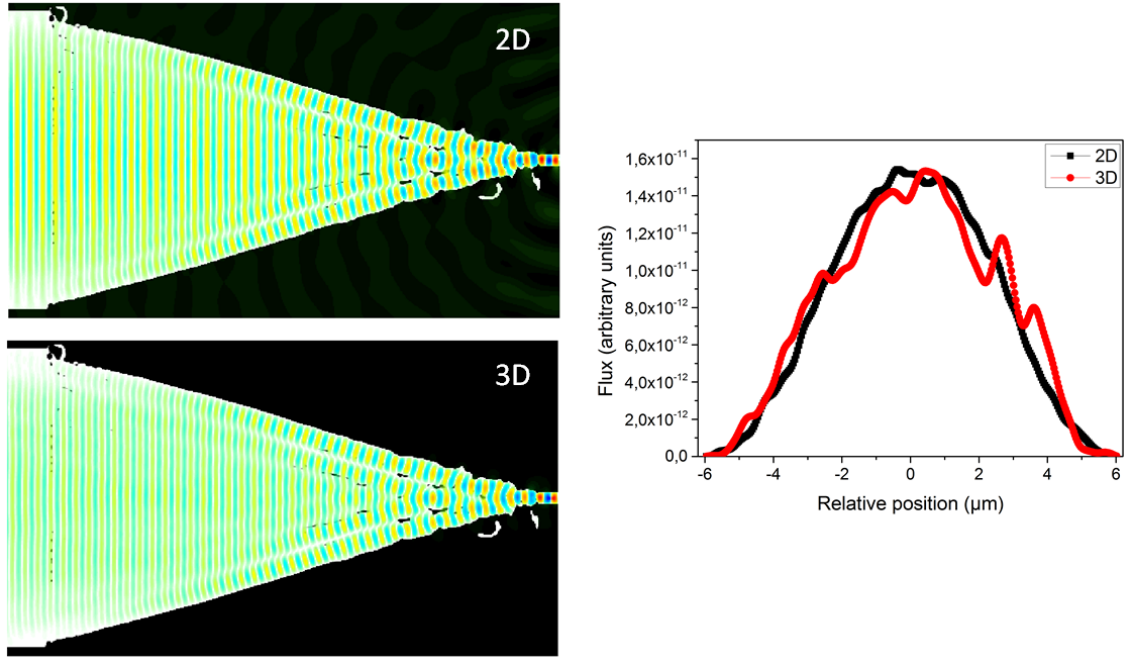 2D
3D
2D
3D
1,6x10⁻¹¹
1,4x10⁻¹¹
1,2x10⁻¹¹
1,0x10⁻¹¹
8,0x10⁻¹²
6,0x10⁻¹²
4,0x10⁻¹²
2,0x10⁻¹²
0,0
-6 -4 -2 0 2 4 6
Flux (arbitrary units)
Relative position (µm)